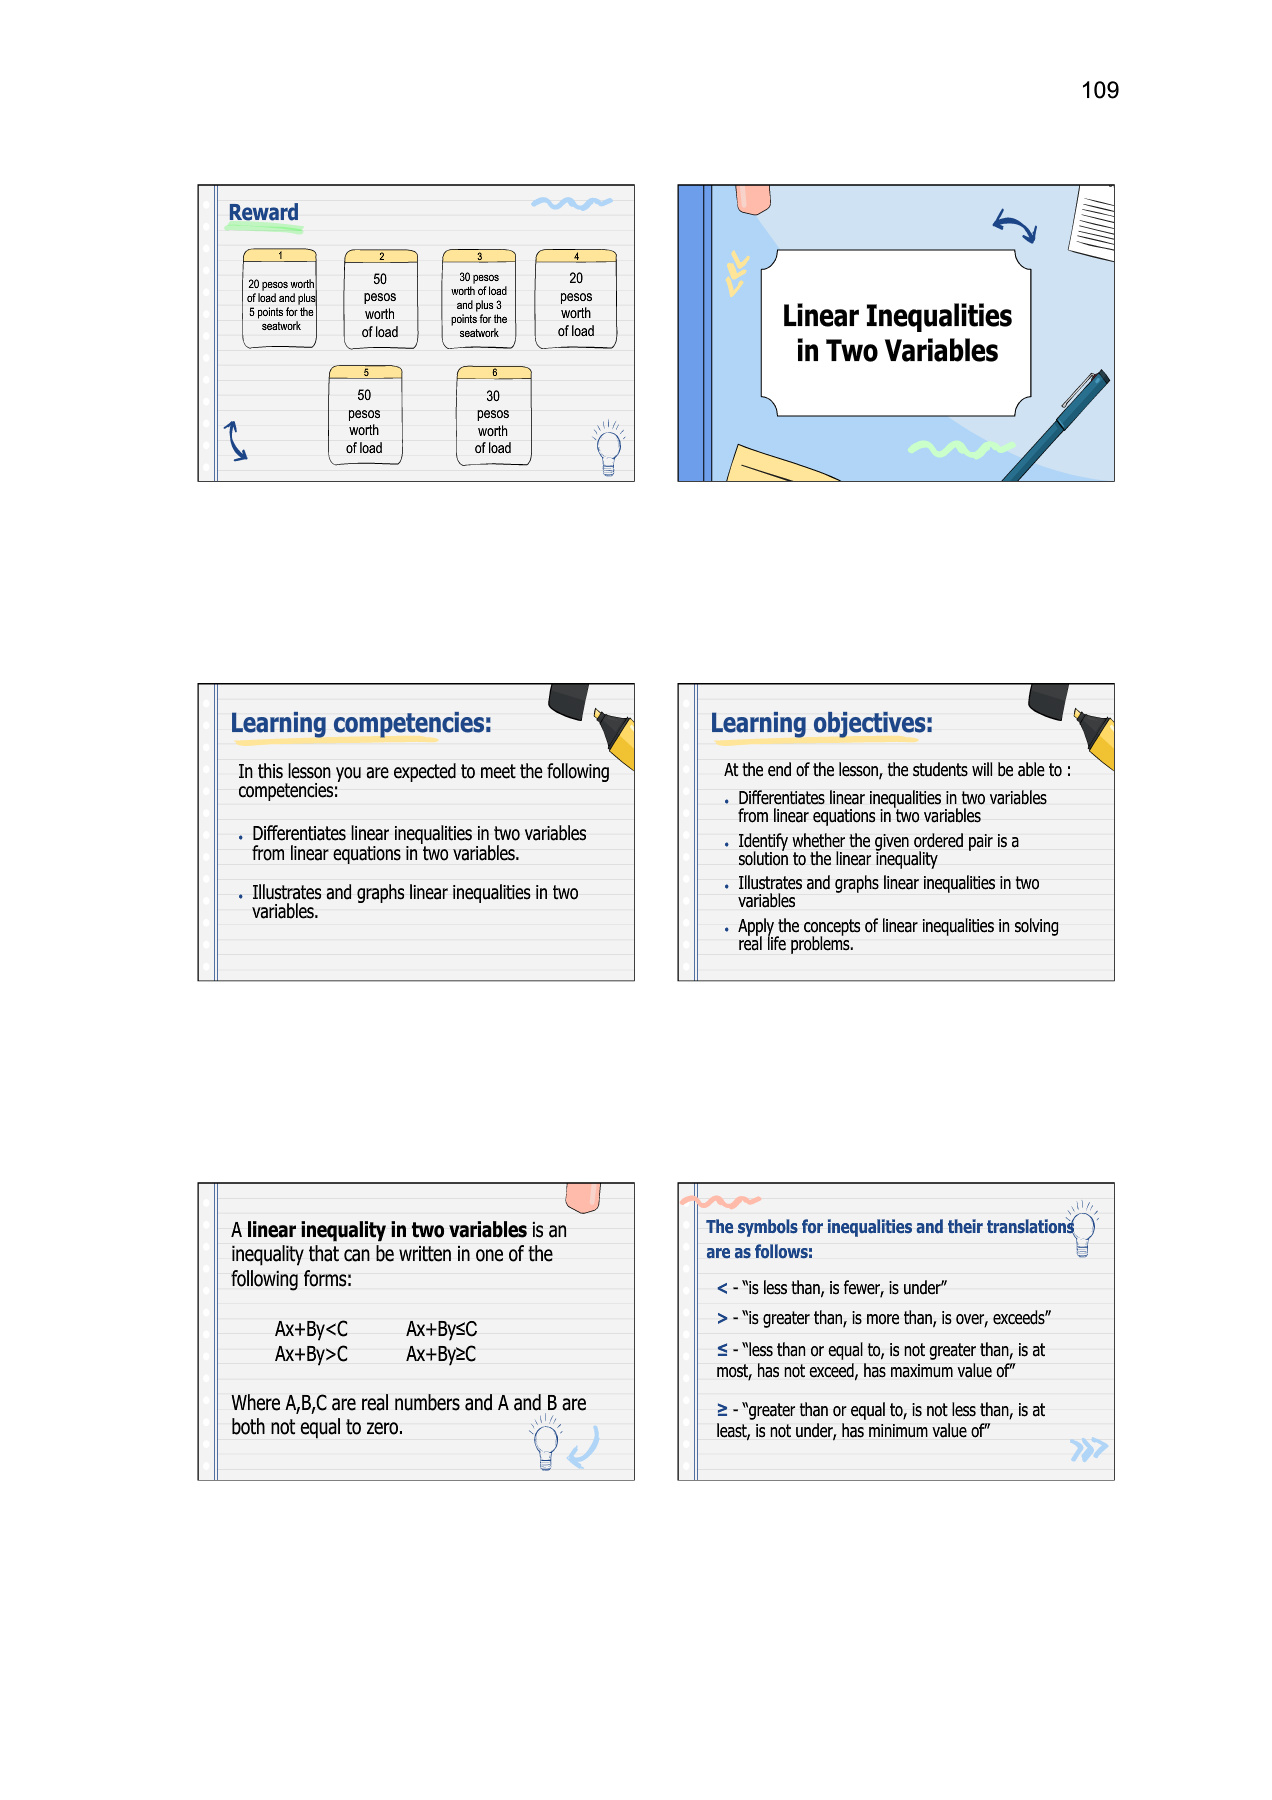 109
Reward
1
20 pesos worth
of load and plus
5 points for the
seatwork
2
50
pesos
worth
of load
3
30 pesos
worth of load
and plus 3
points for the
seatwork
4
20
pesos
worth
of load
5
50
pesos
worth
of load
6
30
pesos
worth
of load
Linear Inequalities
in Two Variables
Learning competencies:
In this lesson you are expected to meet the following
competencies:
• Differentiates linear inequalities in two variables
from linear equations in two variables.
• Illustrates and graphs linear inequalities in two
variables.
Learning objectives:
At the end of the lesson, the students will be able to :
• Differentiates linear inequalities in two variables
from linear equations in two variables
• Identify whether the given ordered pair is a
solution to the linear inequality
• Illustrates and graphs linear inequalities in two
variables
• Apply the concepts of linear inequalities in solving
real life problems.
A linear inequality in two variables is an
inequality that can be written in one of the
following forms:
Ax+By<C Ax+By≤C
Ax+By>C Ax+By≥C
Where A,B,C are real numbers and A and B are
both not equal to zero.
The symbols for inequalities and their translations
are as follows:
< - “is less than, is fewer, is under”
> - “is greater than, is more than, is over, exceeds”
≤ - “less than or equal to, is not greater than, is at
most, has not exceed, has maximum value of”
≥ - “greater than or equal to, is not less than, is at
least, is not under, has minimum value of”